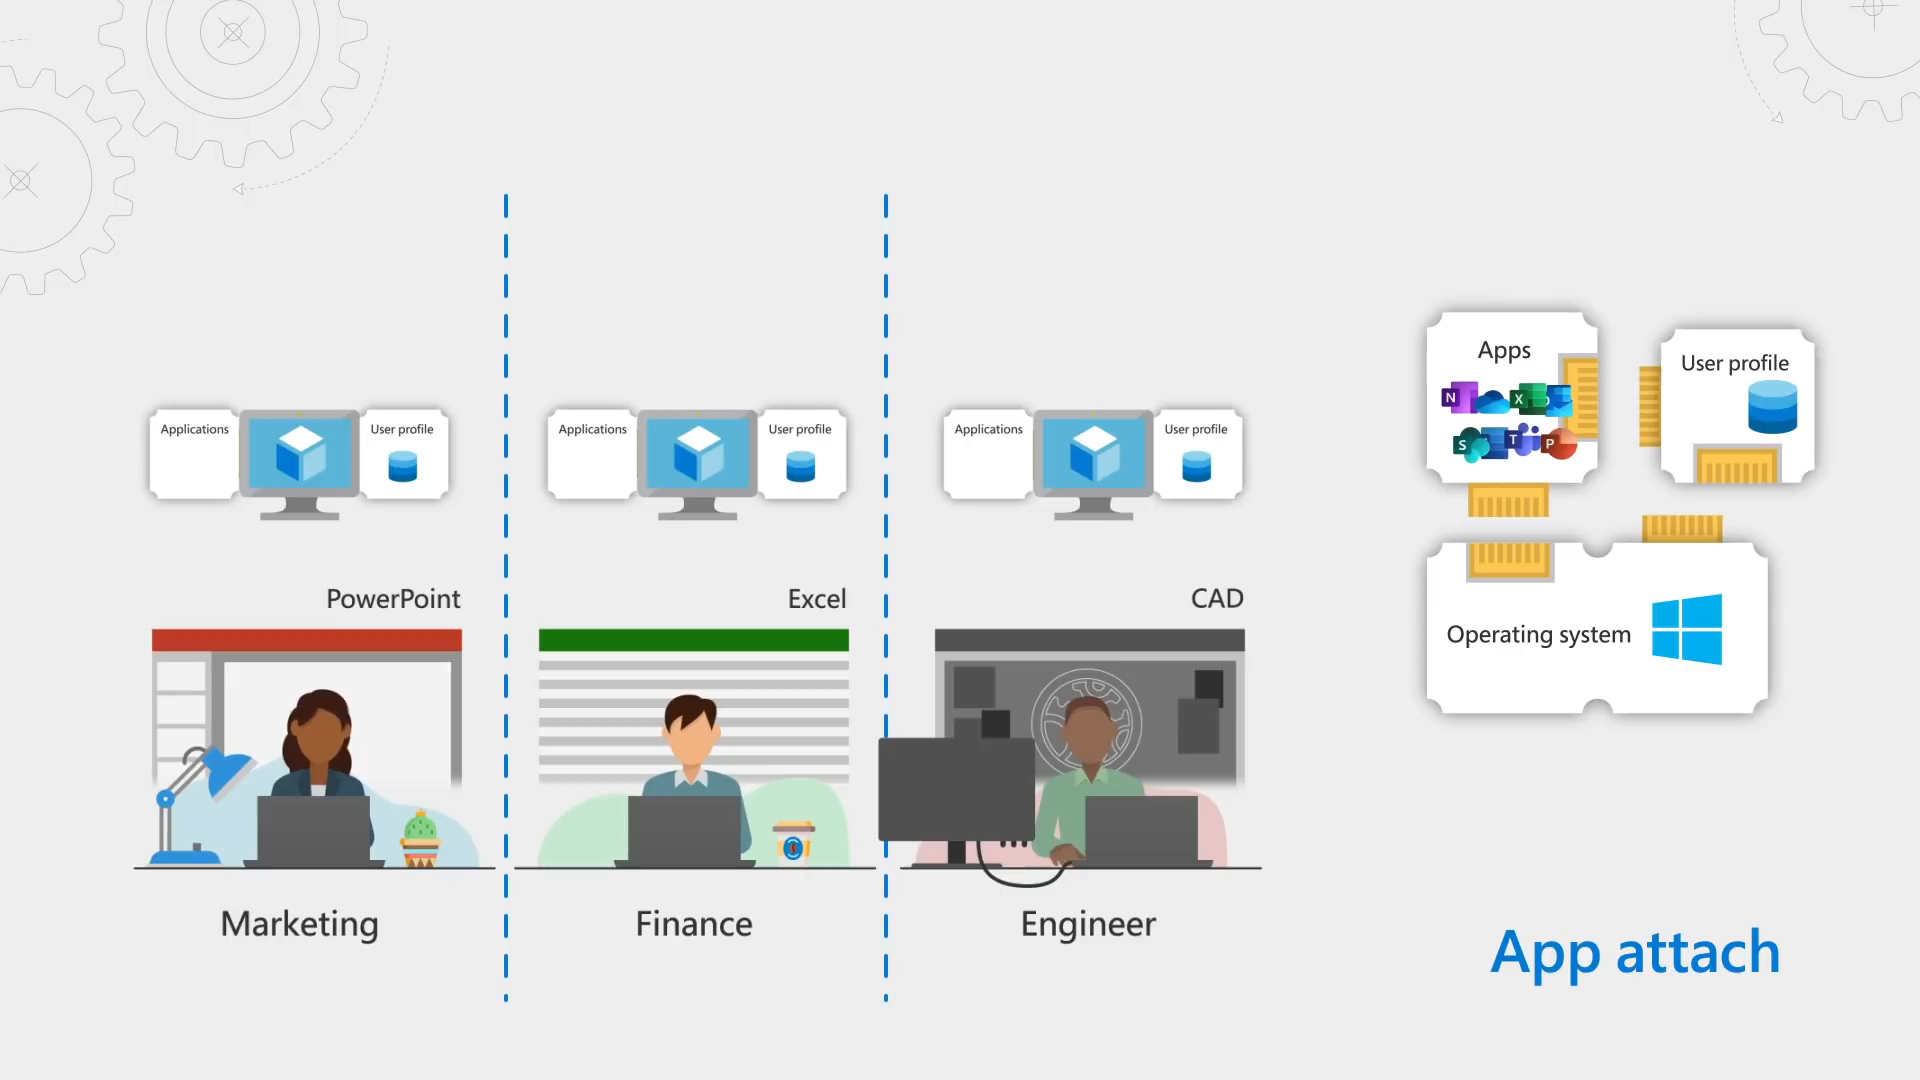 Applications
User profile
Applications
User profile
Applications
User profile
PowerPoint
Excel
CAD
Marketing
Finance
Engineer
Apps
N
X
S
T
P
User profile
Operating system
App attach